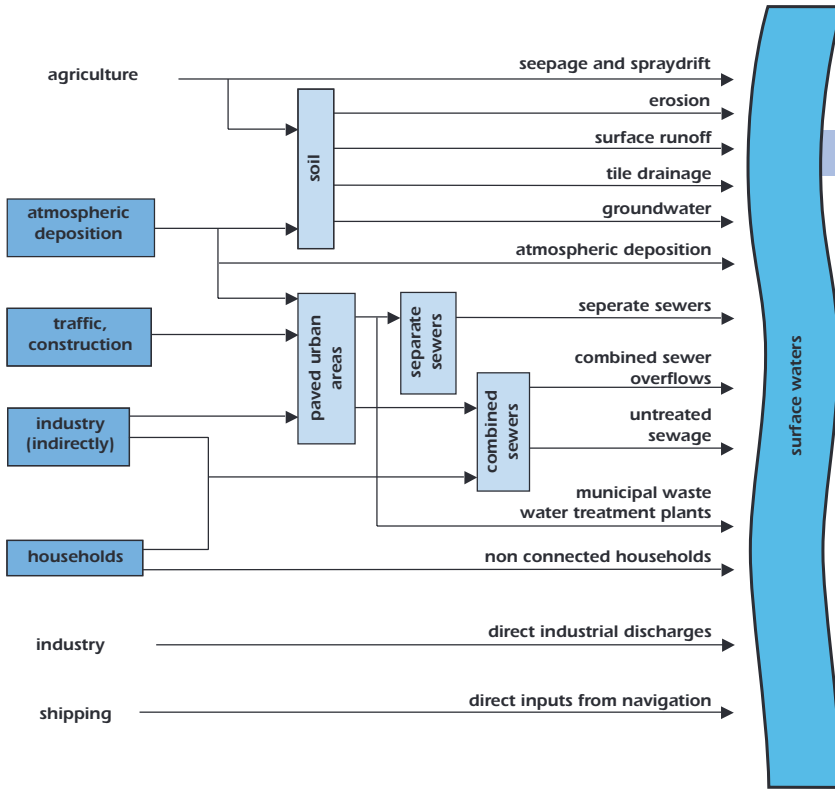 agriculture
seepage and spraydrift
erosion
surface runoff
tile drainage
groundwater
soil
atmospheric
deposition
atmospheric deposition
traffic,
construction
paved urban
areas
separate
sewers
seperate sewers
combined sewer
overflows
industry
(indirectly)
combined
sewers
untreated
sewage
municipal waste
water treatment plants
households
non connected households
industry
direct industrial discharges
shipping
direct inputs from navigation
surface waters